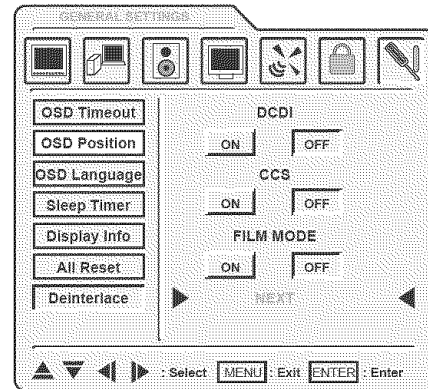 GENERAL SETTINGS
OSD Timeout
OSD Position
OSD Language
Sleep Timer
Display Info
All Reset
Deinterlace
DCDI
ON OFF
CCS
ON OFF
FILM MODE
ON OFF
NEXT
: Select MENU : Exit ENTER : Enter